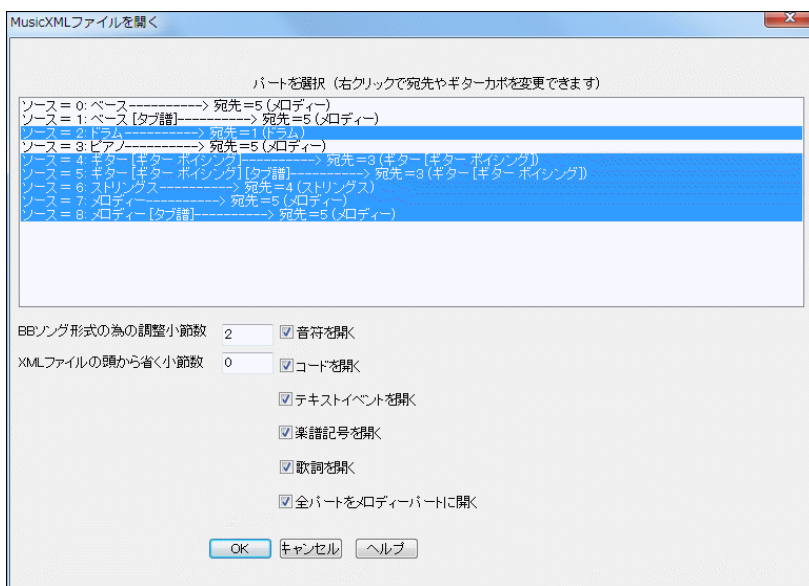 MusicXMLファイルを開く
パートを選択（右クリックで宛先やギターカポを変更できます）
ソース = 0: ベース----------> 宛先=5 (メロディー)
ソース = 1: ベース [タブ譜]----------> 宛先=5 (メロディー)
ソース = 2: ドラム----------> 宛先=1 (ドラム)
ソース = 3: ピアノ----------> 宛先=5 (メロディー)
ソース = 4: ギター [ギター ボイシング]----------> 宛先=3 (ギター [ギター ボイシング])
ソース = 5: ギター [ギター ボイシング] [タブ譜]----------> 宛先=3 (ギター [ギター ボイシング])
ソース = 6: ストリングス----------> 宛先=4 (ストリングス)
ソース = 7: メロディー----------> 宛先=5 (メロディー)
ソース = 8: メロディー [タブ譜]----------> 宛先=5 (メロディー)
BBソング形式の為の調整小節数 2 音符を開く
XMLファイルの頭から省く小節数 0 コードを開く
テキストイベントを開く
楽譜記号を開く
歌詞を開く
全パートをメロディーパートに開く
OK キャンセル ヘルプ